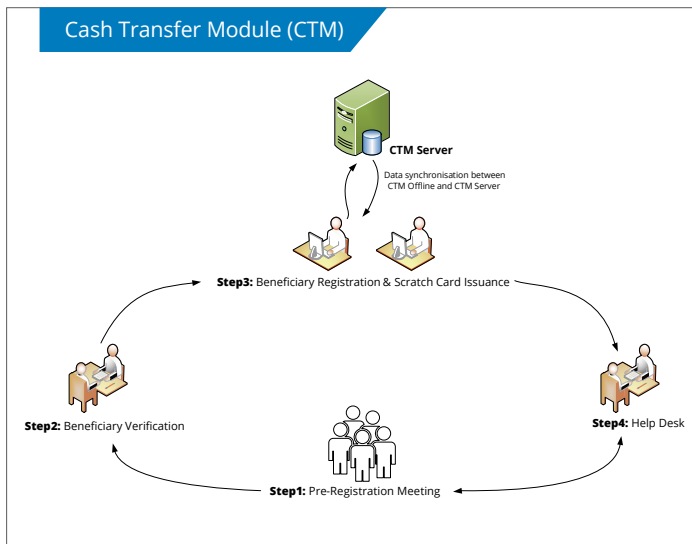 Cash Transfer Module (CTM)
CTM Server
Data synchronisation between
CTM Offline and CTM Server
Step3: Beneficiary Registration & Scratch Card Issuance
Step2: Beneficiary Verification
Step4: Help Desk
Step1: Pre-Registration Meeting